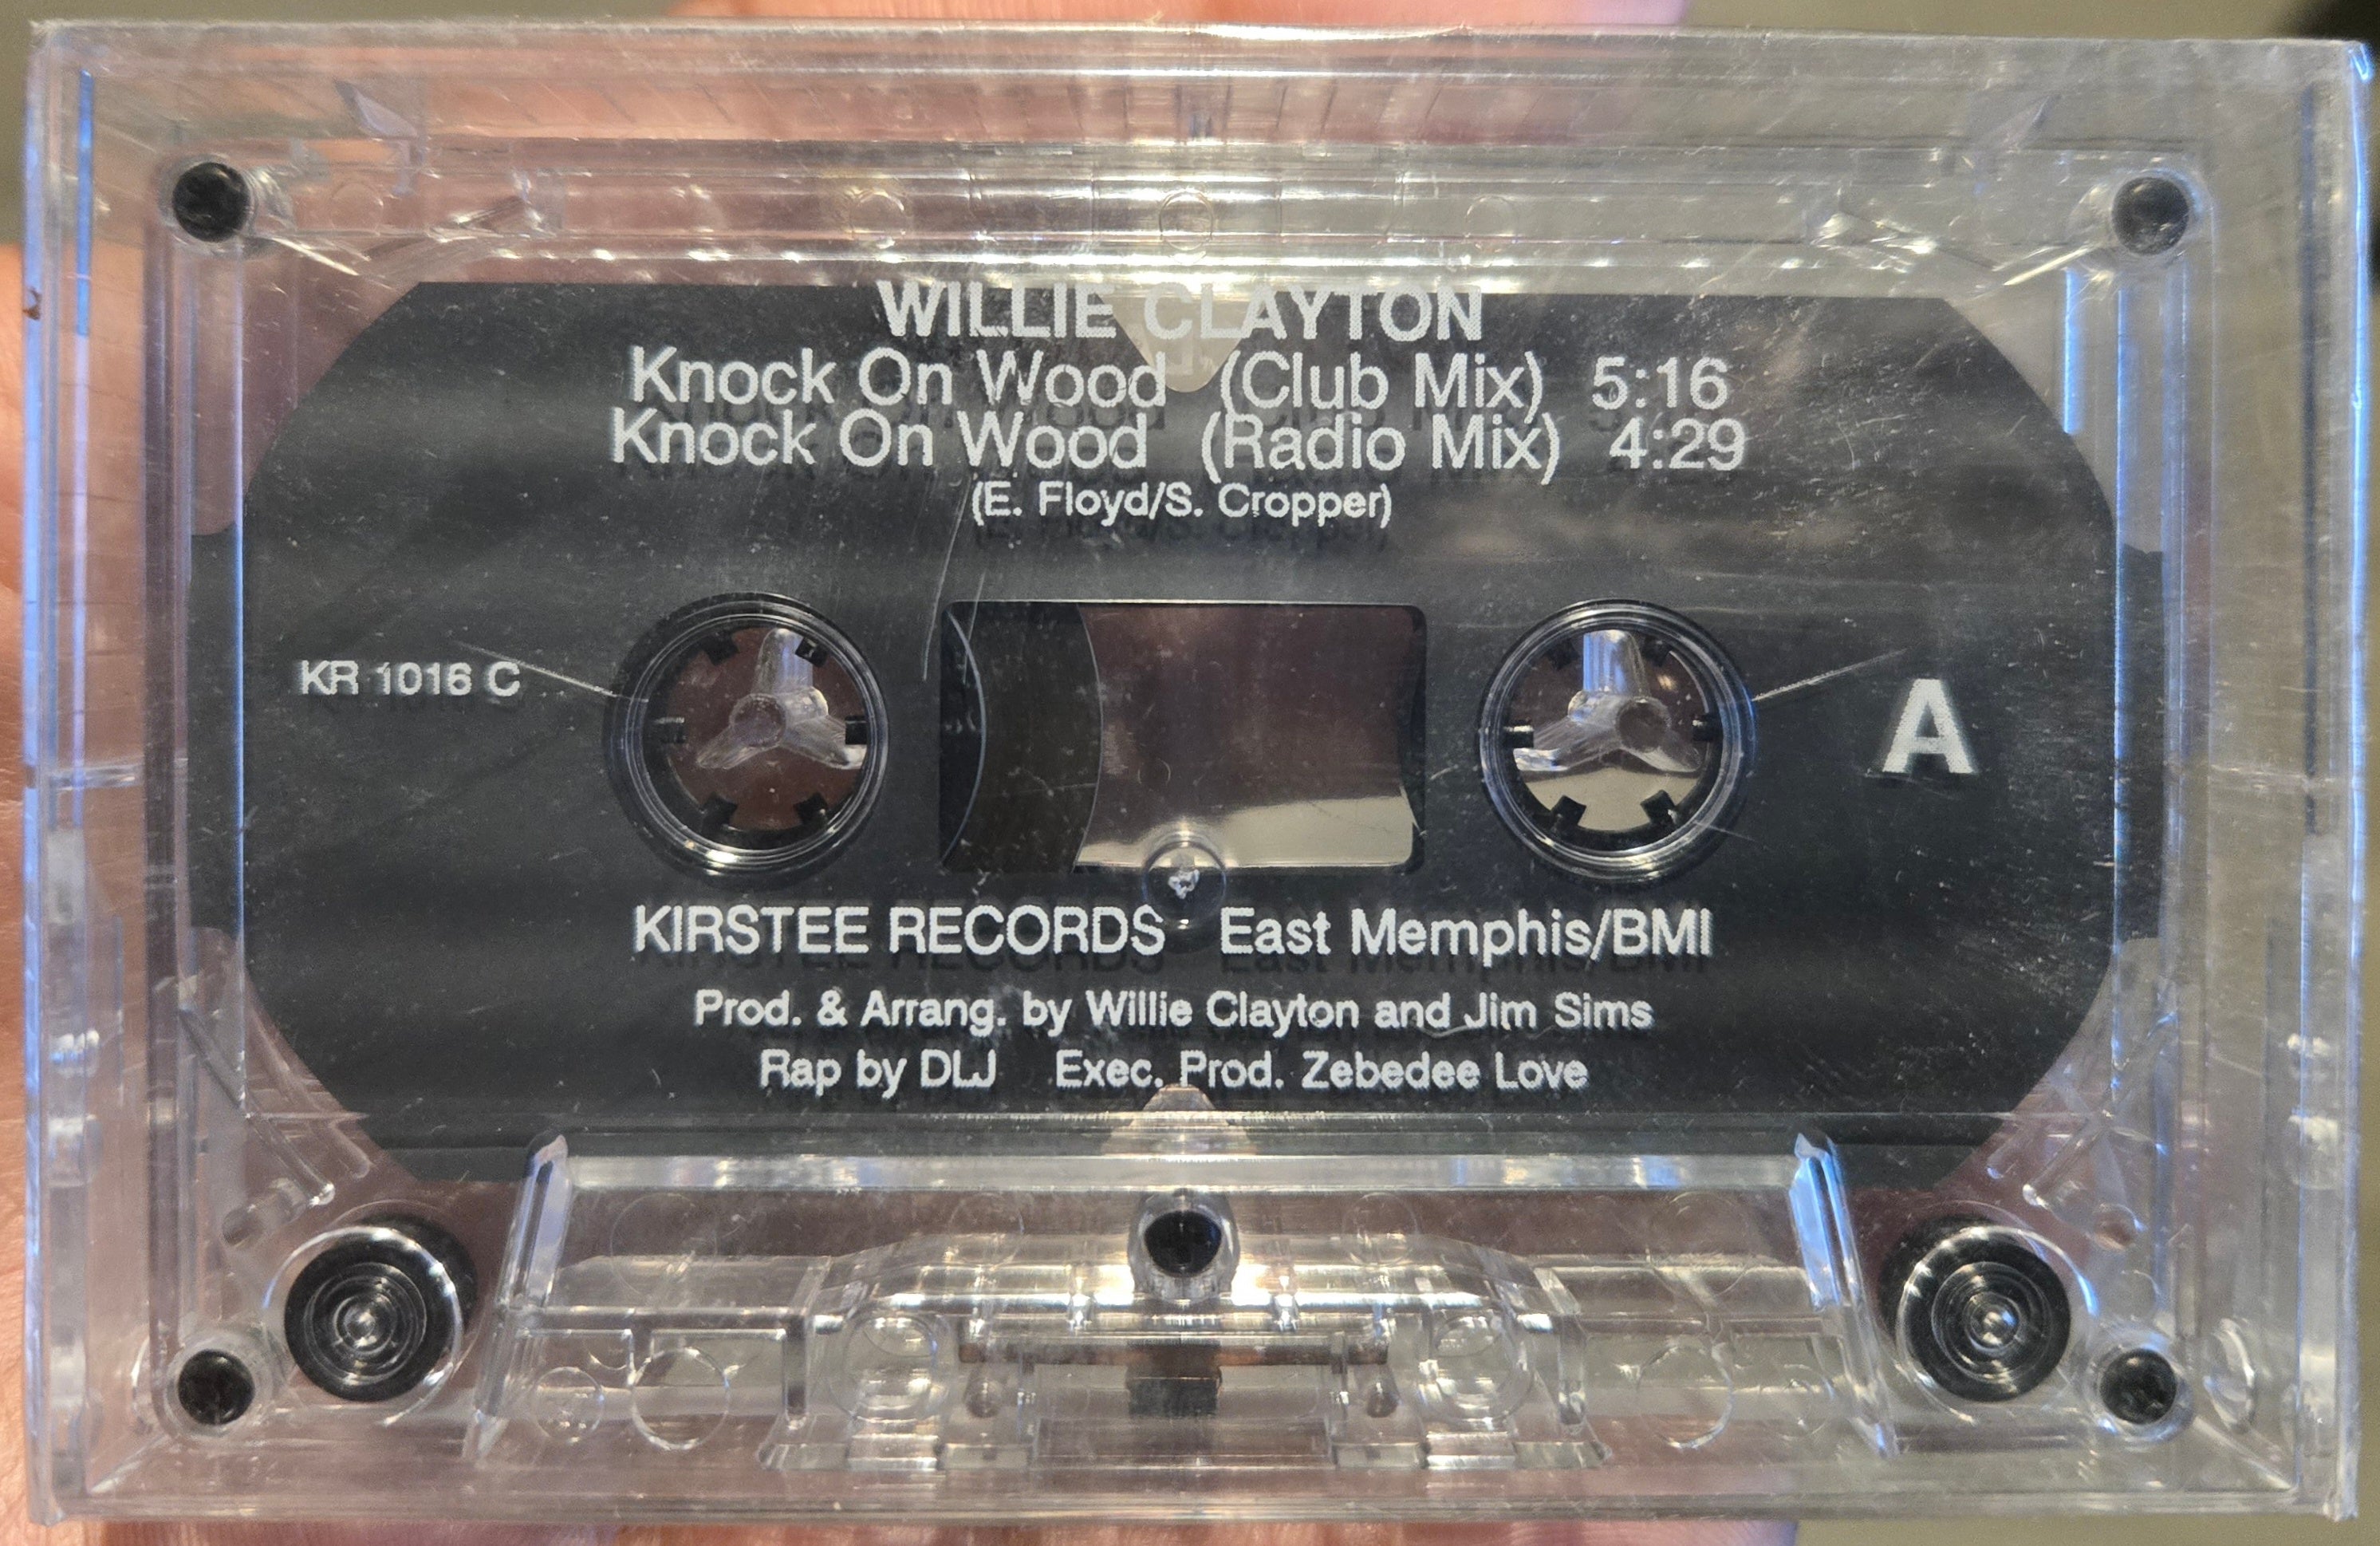 WILLIE CLAYTON
Knock On Wood (Club Mix) 5:16
Knock On Wood (Radio Mix) 4:29
(E. Floyd/S. Cropper)
KR 1016 C
A
KIRSTEE RECORDS East Memphis/BMI
Prod. & Arrang. by Willie Clayton and Jim Sims
Rap by DLJ Exec. Prod. Zebedee Love